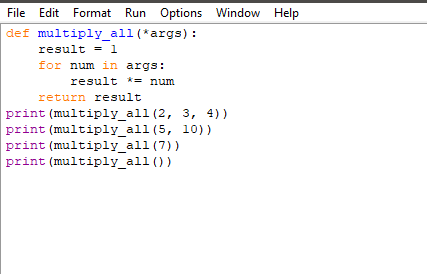 File Edit Format Run Options Window Help
def multiply_all(*args):
    result = 1
    for num in args:
        result *= num
    return result
print(multiply_all(2, 3, 4))
print(multiply_all(5, 10))
print(multiply_all(7))
print(multiply_all())